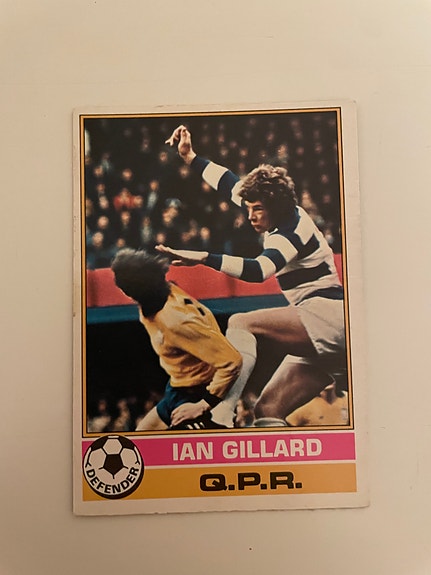 IAN GILLARD
DEFENDER
Q.P.R.